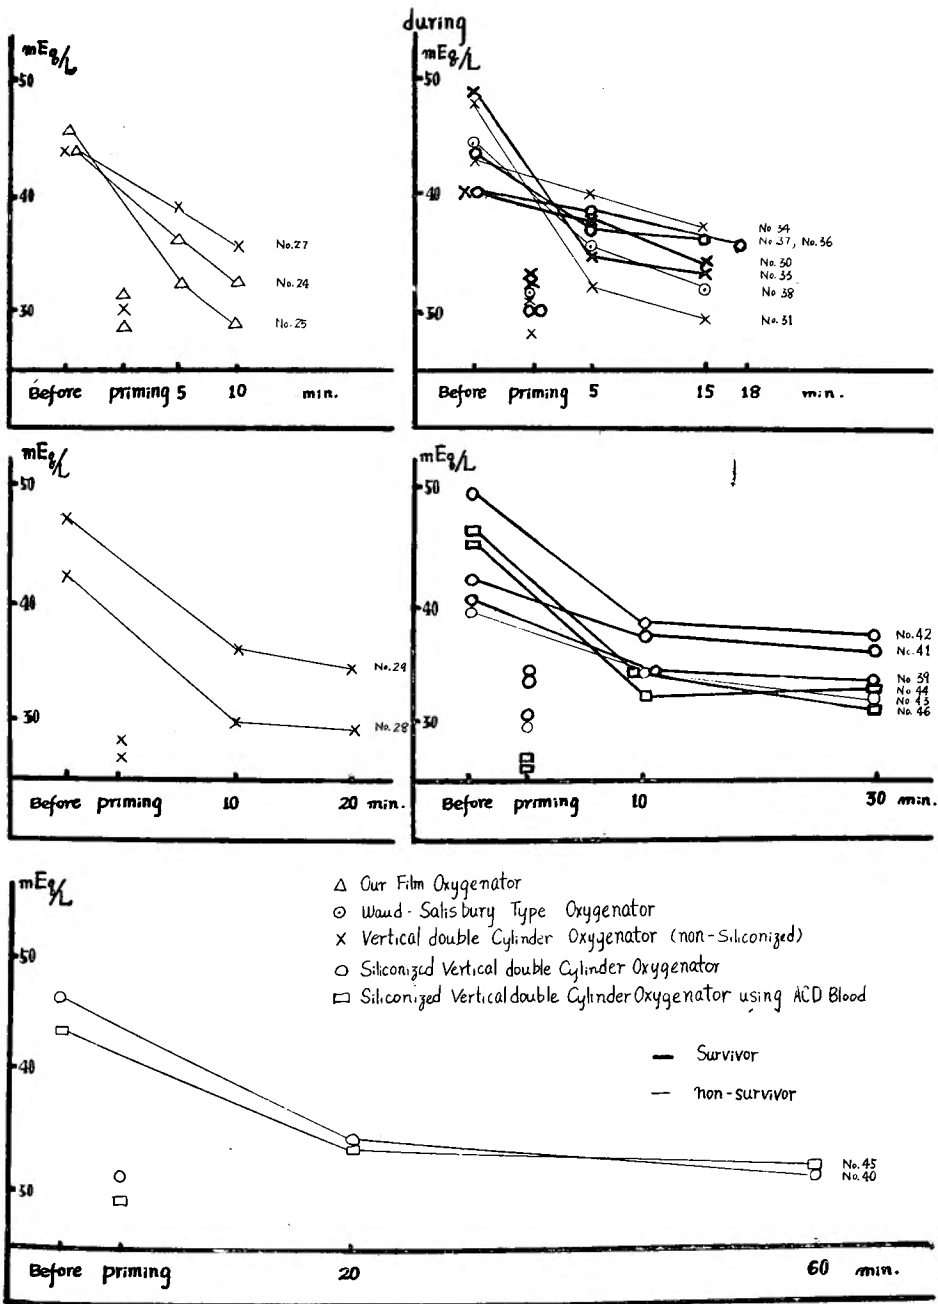 during
mEq/L
50
40
30
No.27
No.24
No.25
Before priming 5 10 min.
mEq/L
50
40
30
No 34
No 37, No.36
No.30
No.35
No 38
No.31
Before priming 5 15 18 min.
mEq/L
50
40
30
No.29
No.28
Before priming 10 20 min.
mEq/L
50
40
30
No.42
No.41
No 39
No 44
No 43
No.46
Before priming 10 30 min.
mEq/L
50
40
30
△ Our Film Oxygenator
⊙ Waud-Salisbury Type Oxygenator
× Vertical double Cylinder Oxygenator (non-Siliconized)
○ Siliconized Vertical double Cylinder Oxygenator
□ Siliconized Vertical double Cylinder Oxygenator using ACD Blood
— Survivor
— non-survivor
No.45
No.40
Before priming 20 60 min.